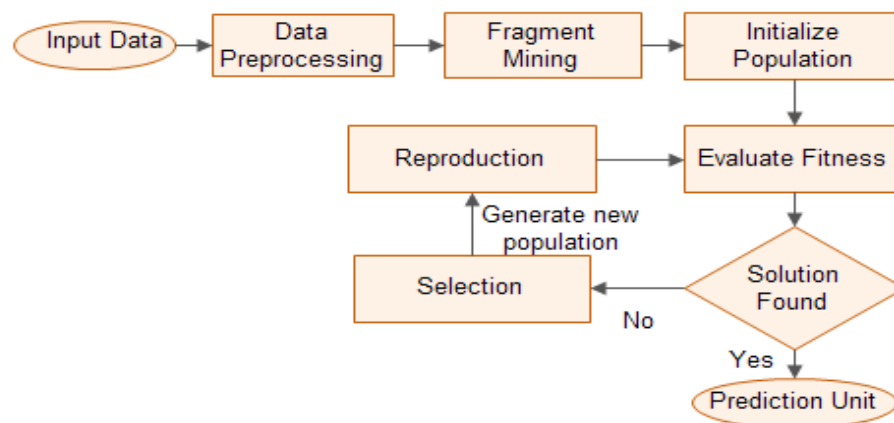 Input Data
Data
Preprocessing
Fragment
Mining
Initialize
Population
Reproduction
Evaluate Fitness
Generate new
population
Selection
Solution
Found
No
Yes
Prediction Unit